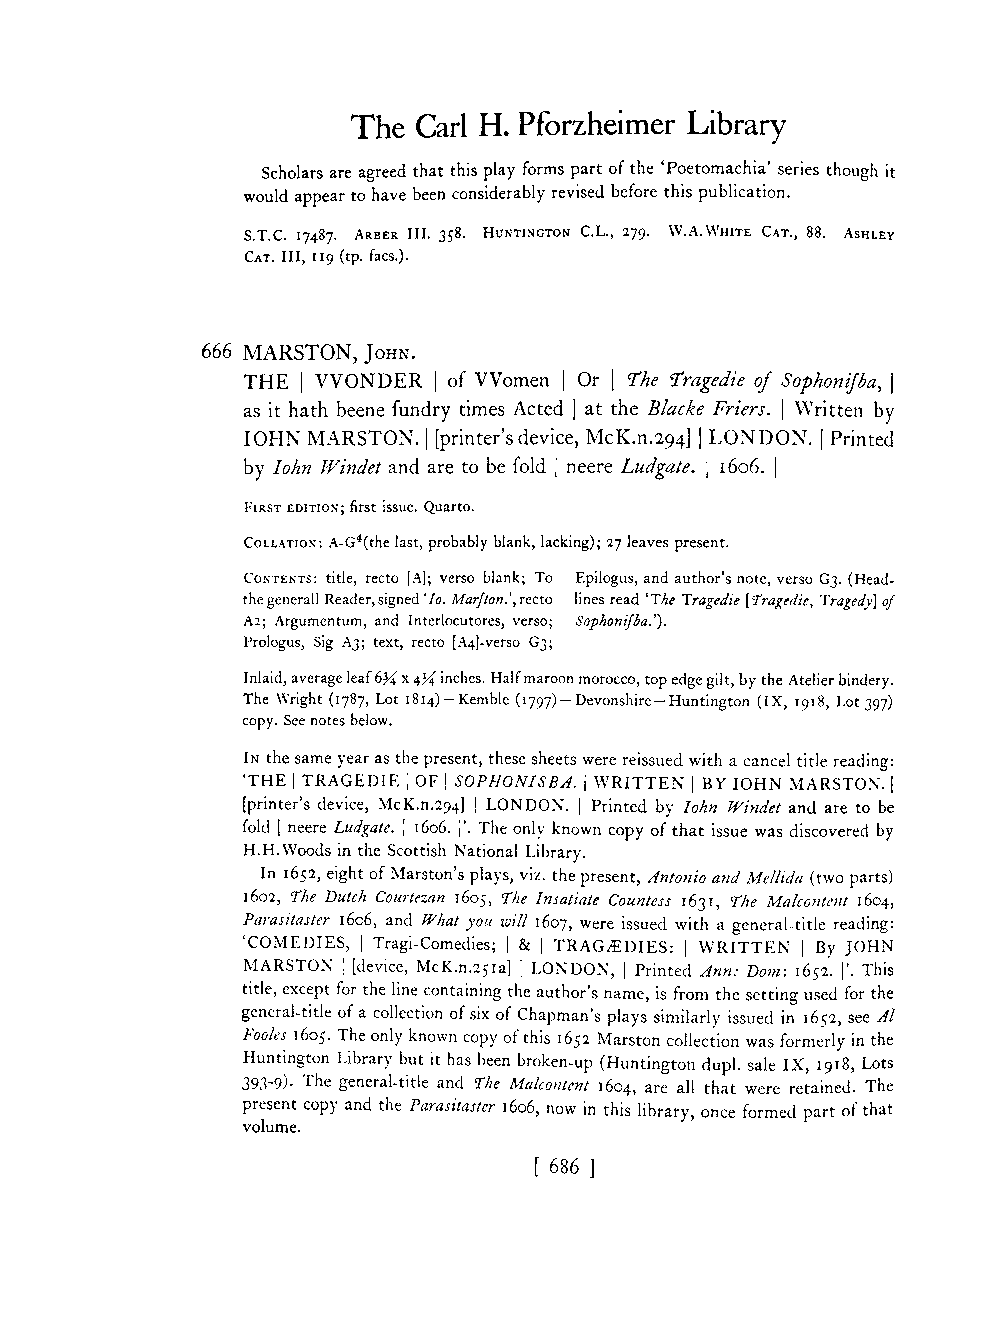 The Carl H. Pforzheimer Library
Scholars are agreed that this play forms part of the 'Poetomachia' series though it
would appear to have been considerably revised before this publication.
S.T.C. 17487. ARBER III. 358. HUNTINGTON C.L., 279. W.A.WHITE CAT., 88. ASHLEY
CAT. III, 119 (tp. facs.).
666 MARSTON, JOHN.
THE | VVONDER | of VVomen | Or | The Tragedie of Sophoniſba, |
as it hath beene ſundry times Acted | at the Blacke Friers. | Written by
IOHN MARSTON. | [printer's device, McK.n.294] | LONDON. | Printed
by Iohn Windet and are to be ſold | neere Ludgate. | 1606. |
FIRST EDITION; first issue. Quarto.
COLLATION: A-G⁴(the last, probably blank, lacking); 27 leaves present.
CONTENTS: title, recto [A]; verso blank; To
the generall Reader, signed 'Io. Marſton.', recto
A2; Argumentum, and Interlocutores, verso;
Prologus, Sig A3; text, recto [A4]-verso G3;
Epilogus, and author's note, verso G3. (Head-
lines read 'The Tragedie [Tragedie, Tragedy] of
Sophoniſba.').
Inlaid, average leaf 6¾ x 4¼ inches. Half maroon morocco, top edge gilt, by the Atelier bindery.
The Wright (1787, Lot 1814)—Kemble (1797)—Devonshire—Huntington (IX, 1918, Lot 397)
copy. See notes below.
IN the same year as the present, these sheets were reissued with a cancel title reading:
'THE | TRAGEDIE | OF | SOPHONISBA. | WRITTEN | BY IOHN MARSTON. |
[printer's device, McK.n.294] | LONDON. | Printed by Iohn Windet and are to be
ſold | neere Ludgate. | 1606. |'. The only known copy of that issue was discovered by
H.H.Woods in the Scottish National Library.
In 1652, eight of Marston's plays, viz. the present, Antonio and Mellida (two parts)
1602, The Dutch Courtezan 1605, The Insatiate Countess 1631, The Malcontent 1604,
Parasitaster 1606, and What you will 1607, were issued with a general-title reading:
'COMEDIES, | Tragi-Comedies; | & | TRAGÆDIES: | WRITTEN | By JOHN
MARSTON | [device, McK.n.251a] | LONDON, | Printed Ann: Dom: 1652. |'. This
title, except for the line containing the author's name, is from the setting used for the
general-title of a collection of six of Chapman's plays similarly issued in 1652, see Al
Fooles 1605. The only known copy of this 1652 Marston collection was formerly in the
Huntington Library but it has been broken-up (Huntington dupl. sale IX, 1918, Lots
393-9). The general-title and The Malcontent 1604, are all that were retained. The
present copy and the Parasitaster 1606, now in this library, once formed part of that
volume.
[ 686 ]